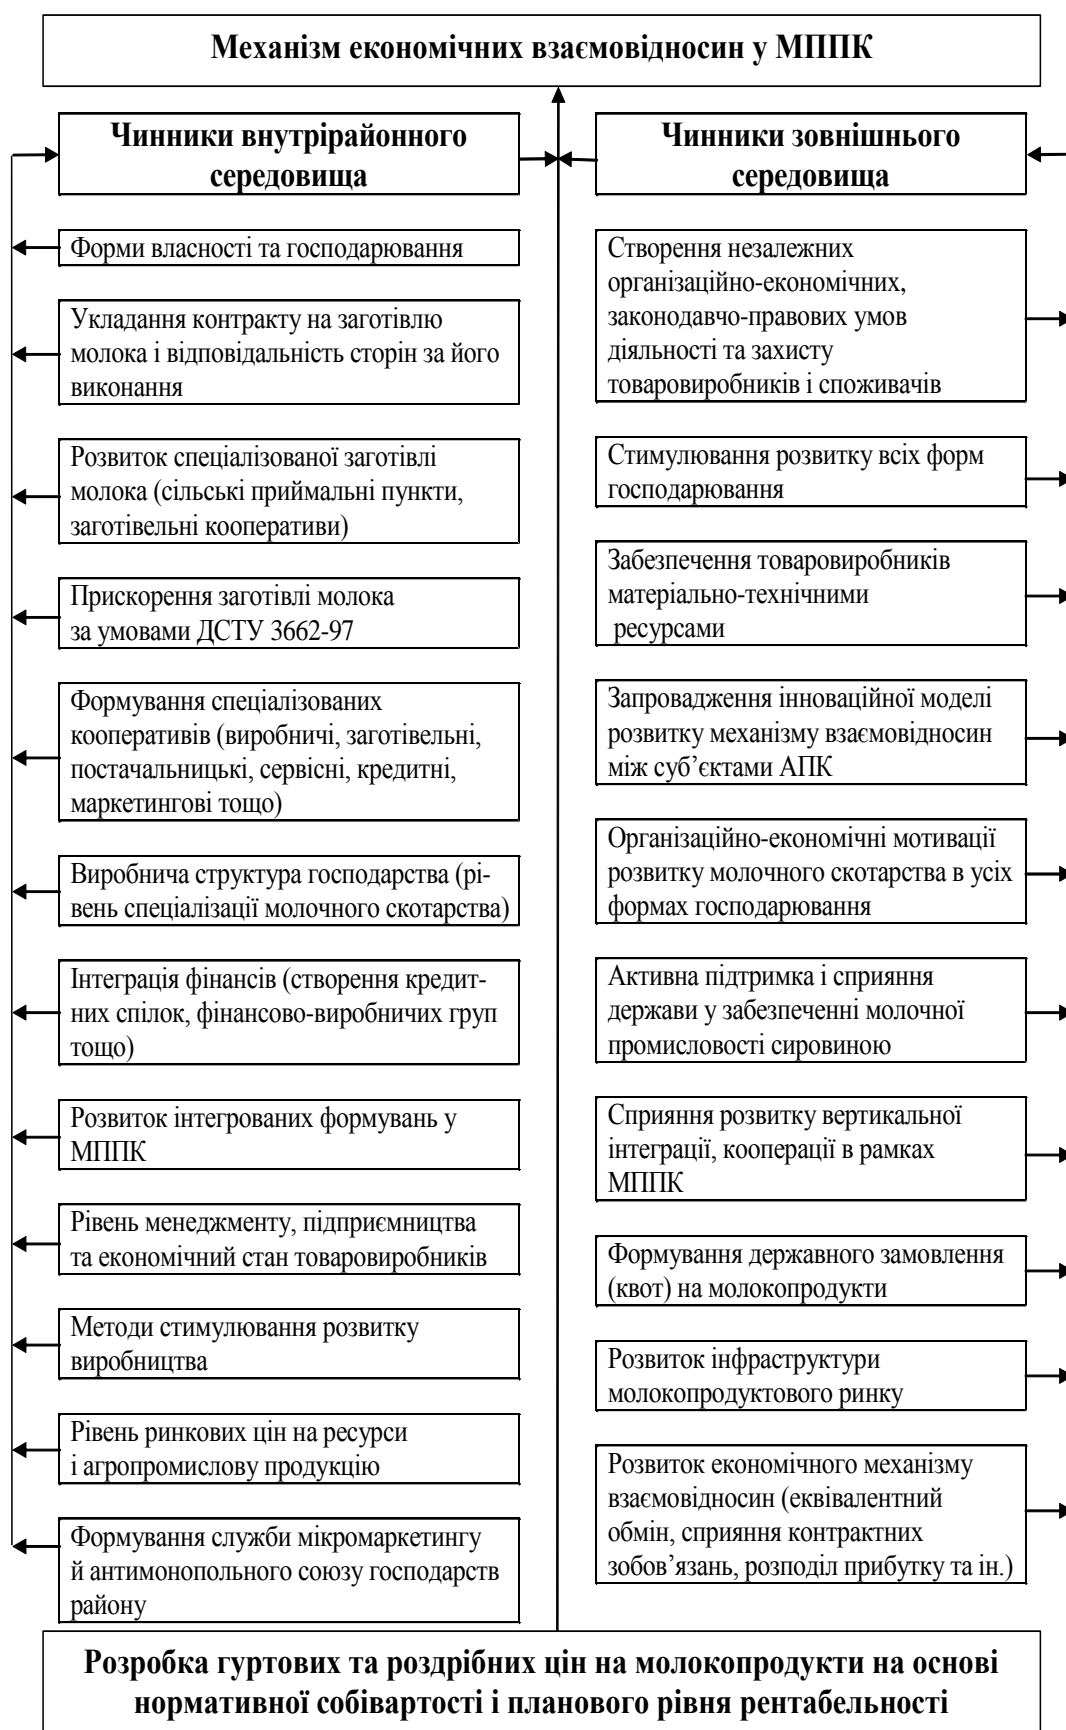 Механізм економічних взаємовідносин у МППК
Чинники внутрірайонного
середовища
Форми власності та господарювання
Укладання контракту на заготівлю
молока і відповідальність сторін за його
виконання
Розвиток спеціалізованої заготівлі
молока (сільські приймальні пункти,
заготівельні кооперативи)
Прискорення заготівлі молока
за умовами ДСТУ 3662-97
Формування спеціалізованих
кооперативів (виробничі, заготівельні,
постачальницькі, сервісні, кредитні,
маркетингові тощо)
Виробнича структура господарства (рі-
вень спеціалізації молочного скотарства)
Інтеграція фінансів (створення кредит-
них спілок, фінансово-виробничих груп
тощо)
Розвиток інтегрованих формувань у
МППК
Рівень менеджменту, підприємництва
та економічний стан товаровиробників
Методи стимулювання розвитку
виробництва
Рівень ринкових цін на ресурси
і агропромислову продукцію
Формування служби мікромаркетингу
й антимонопольного союзу господарств
району
Чинники зовнішнього
середовища
Створення незалежних
організаційно-економічних,
законодавчо-правових умов
діяльності та захисту
товаровиробників і споживачів
Стимулювання розвитку всіх форм
господарювання
Забезпечення товаровиробників
матеріально-технічними
ресурсами
Запровадження інноваційної моделі
розвитку механізму взаємовідносин
між суб’єктами АПК
Організаційно-економічні мотивації
розвитку молочного скотарства в усіх
формах господарювання
Активна підтримка і сприяння
держави у забезпеченні молочної
промисловості сировиною
Сприяння розвитку вертикальної
інтеграції, кооперації в рамках
МППК
Формування державного замовлення
(квот) на молокопродукти
Розвиток інфраструктури
молокопродуктового ринку
Розвиток економічного механізму
взаємовідносин (еквівалентний
обмін, сприяння контрактних
зобов’язань, розподіл прибутку та ін.)
Розробка гуртових та роздрібних цін на молокопродукти на основі
нормативної собівартості і планового рівня рентабельності